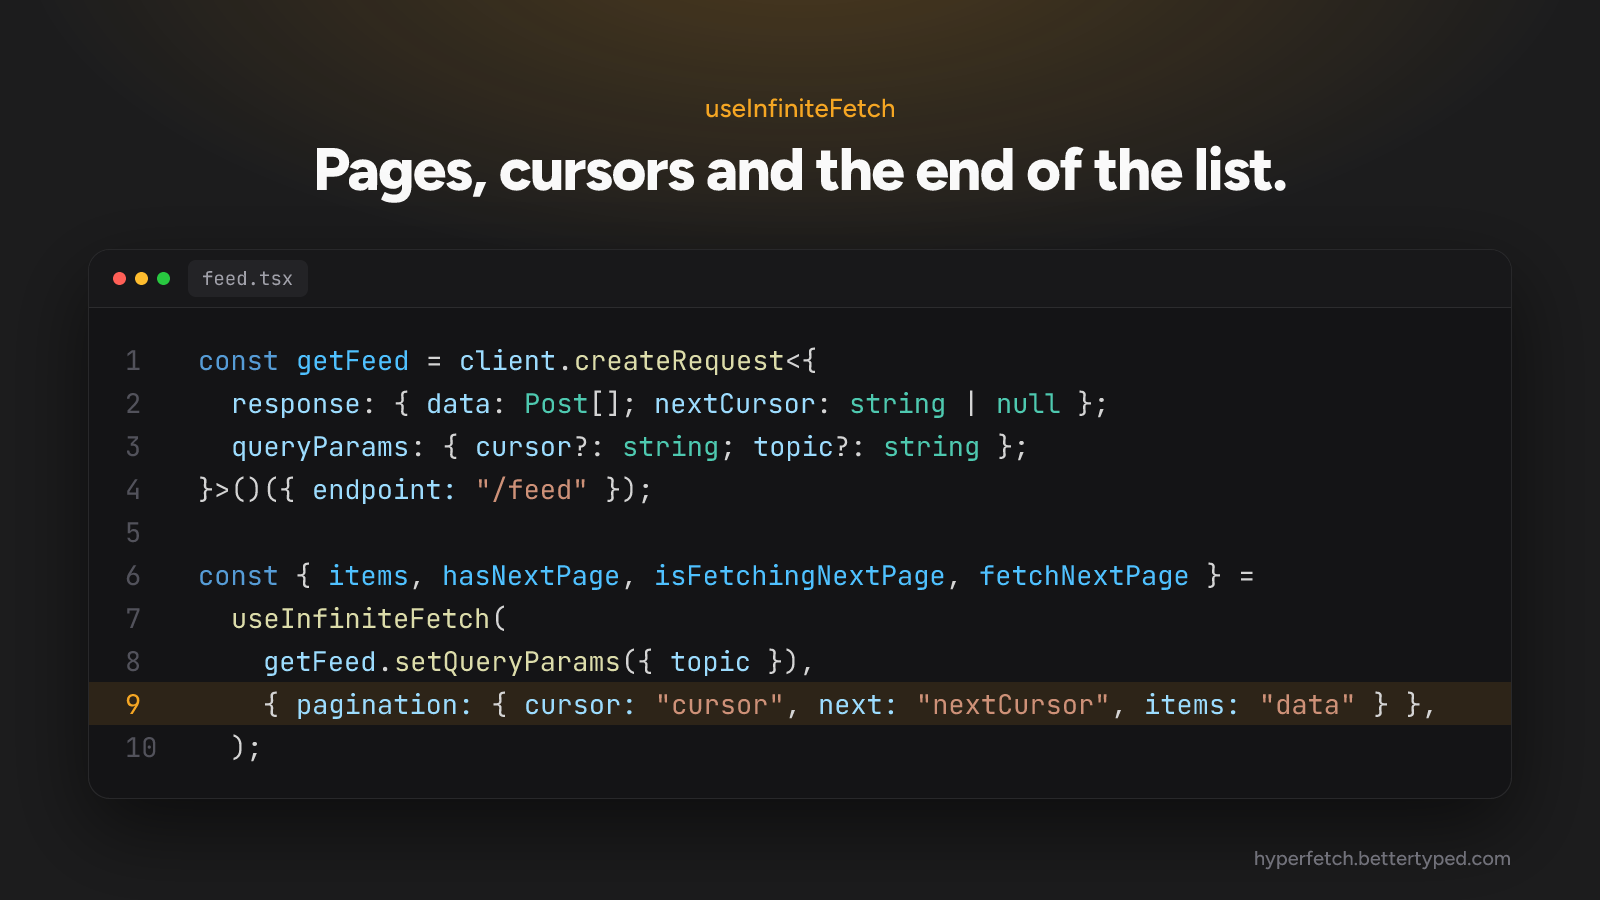 useInfiniteFetch
Pages, cursors and the end of the list.
feed.tsx
1 const getFeed = client.createRequest<{
2 response: { data: Post[]; nextCursor: string | null };
3 queryParams: { cursor?: string; topic?: string };
4 }>()({ endpoint: "/feed" });
5
6 const { items, hasNextPage, isFetchingNextPage, fetchNextPage } =
7 useInfiniteFetch(
8 getFeed.setQueryParams({ topic }),
9 { pagination: { cursor: "cursor", next: "nextCursor", items: "data" } },
10 );
hyperfetch.bettertyped.com